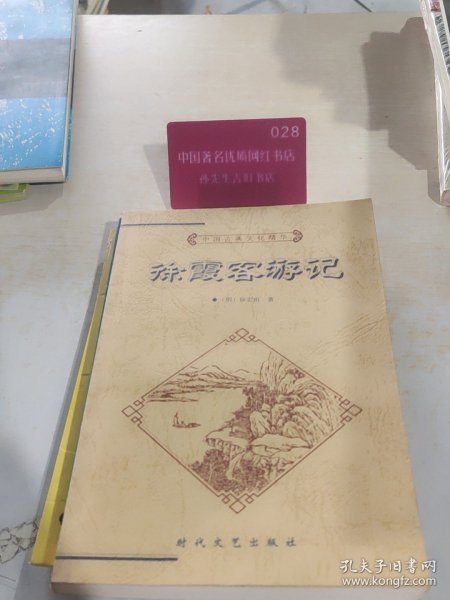 028
中国著名优质网红书店
孙先生古旧书店
中国古典文化精华
徐霞客游记
●（明）徐宏祖 著
时代文艺出版社
孔夫子旧书网
www.kongfz.com